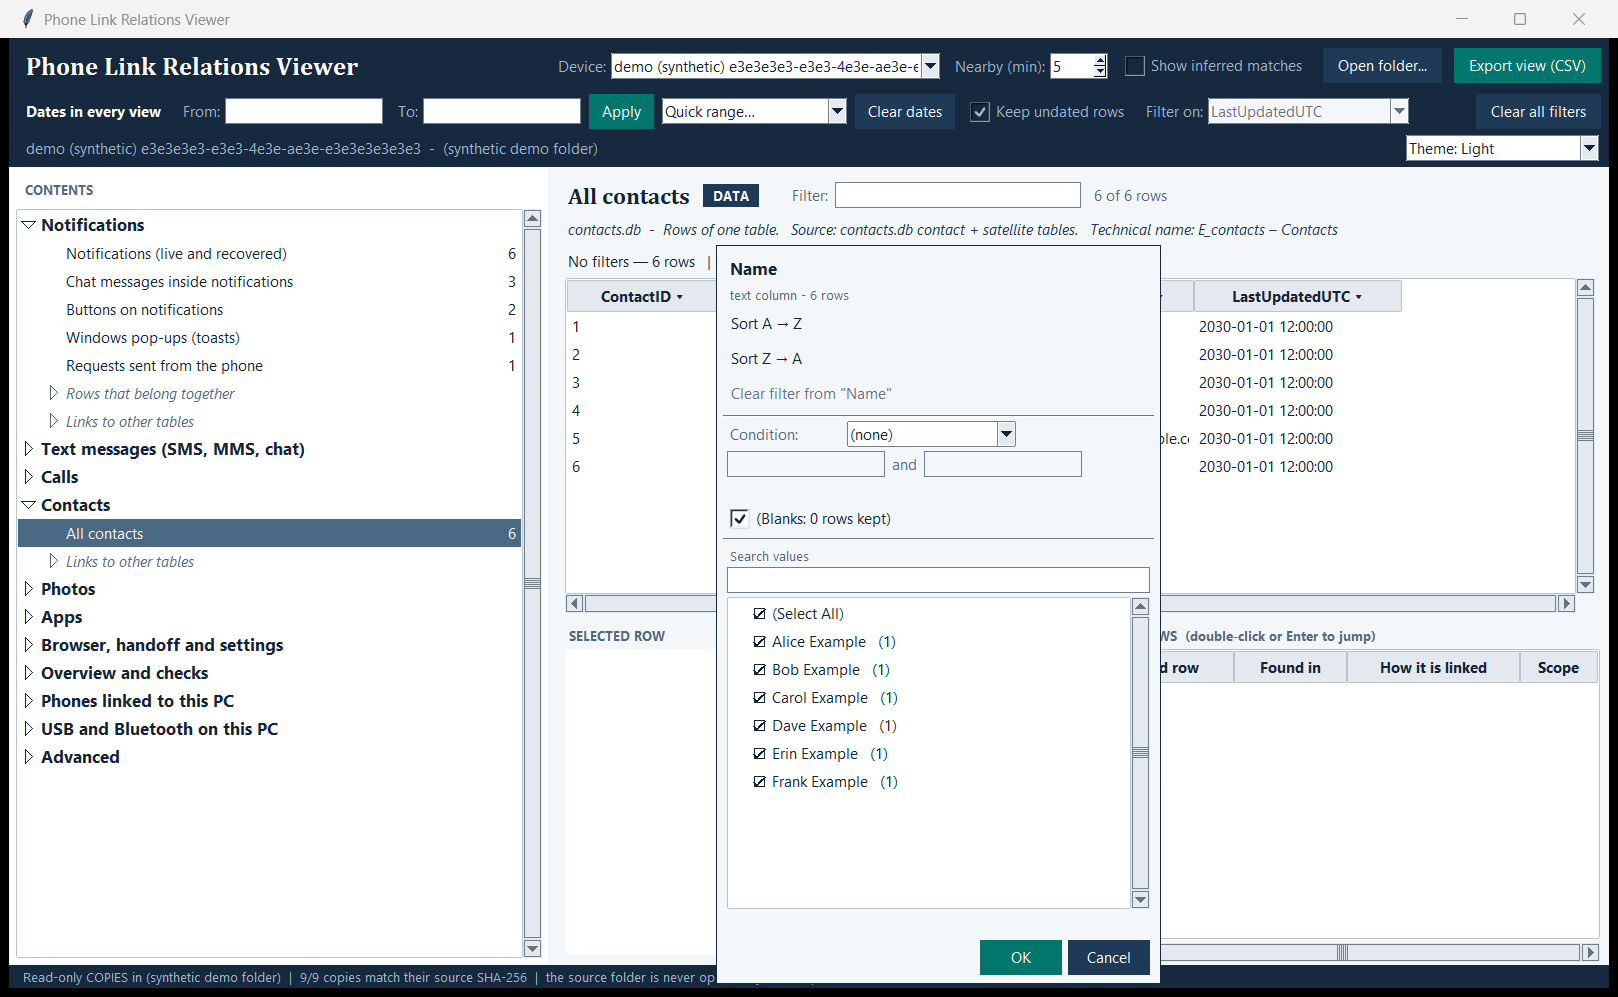 Phone Link Relations Viewer
Phone Link Relations Viewer
Device: demo (synthetic) e3e3e3e3-e3e3-4e3e-ae3e-e Nearby (min): 5 Show inferred matches Open folder... Export view (CSV)
Dates in every view From: To: Apply Quick range... Clear dates Keep undated rows Filter on: LastUpdatedUTC Clear all filters
demo (synthetic) e3e3e3e3-e3e3-4e3e-ae3e-e3e3e3e3e3e3 - (synthetic demo folder) Theme: Light
CONTENTS
Notifications
Notifications (live and recovered) 6
Chat messages inside notifications 3
Buttons on notifications 2
Windows pop-ups (toasts) 1
Requests sent from the phone 1
Rows that belong together
Links to other tables
Text messages (SMS, MMS, chat)
Calls
Contacts
All contacts 6
Links to other tables
Photos
Apps
Browser, handoff and settings
Overview and checks
Phones linked to this PC
USB and Bluetooth on this PC
Advanced
All contacts DATA Filter: 6 of 6 rows
contacts.db - Rows of one table. Source: contacts.db contact + satellite tables. Technical name: E_contacts – Contacts
No filters — 6 rows |
ContactID LastUpdatedUTC
1 2030-01-01 12:00:00
2 2030-01-01 12:00:00
3 2030-01-01 12:00:00
4 2030-01-01 12:00:00
5 ple.co 2030-01-01 12:00:00
6 2030-01-01 12:00:00
Name
text column - 6 rows
Sort A → Z
Sort Z → A
Clear filter from "Name"
Condition: (none)
and
(Blanks: 0 rows kept)
Search values
(Select All)
Alice Example (1)
Bob Example (1)
Carol Example (1)
Dave Example (1)
Erin Example (1)
Frank Example (1)
OK Cancel
SELECTED ROW
WS (double-click or Enter to jump)
d row Found in How it is linked Scope
Read-only COPIES in (synthetic demo folder) | 9/9 copies match their source SHA-256 | the source folder is never op